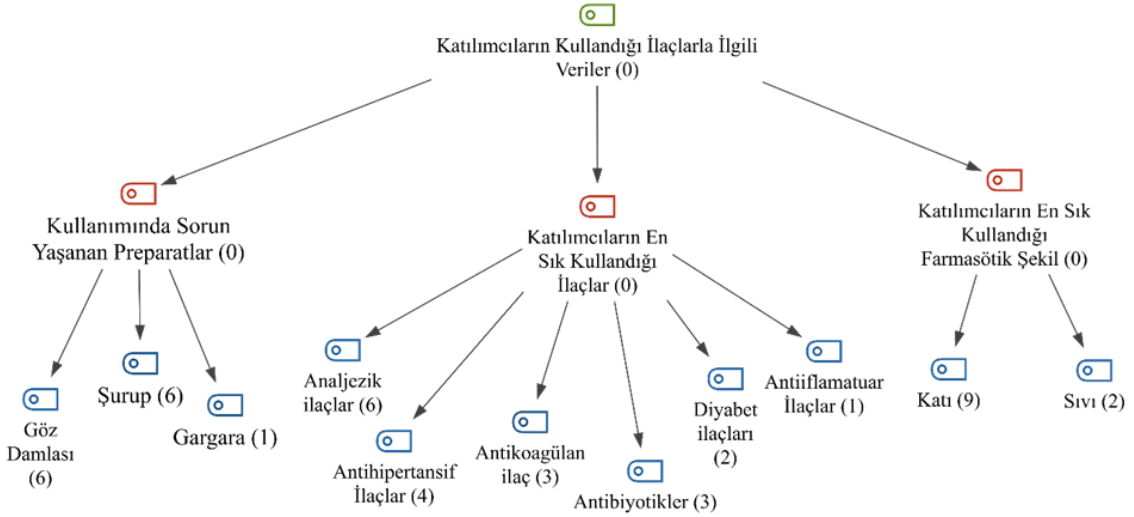 Katılımcıların Kullandığı İlaçlarla İlgili
Veriler (0)
Kullanımında Sorun
Yaşanan Preparatlar (0)
Göz
Damlası
(6)
Şurup (6)
Gargara (1)
Katılımcıların En
Sık Kullandığı
İlaçlar (0)
Analjezik
ilaçlar (6)
Antihipertansif
İlaçlar (4)
Antikoagülan
ilaç (3)
Antibiyotikler (3)
Diyabet
ilaçları
(2)
Antiiflamatuar
İlaçlar (1)
Katılımcıların En Sık
Kullandığı
Farmasötik Şekil (0)
Katı (9)
Sıvı (2)